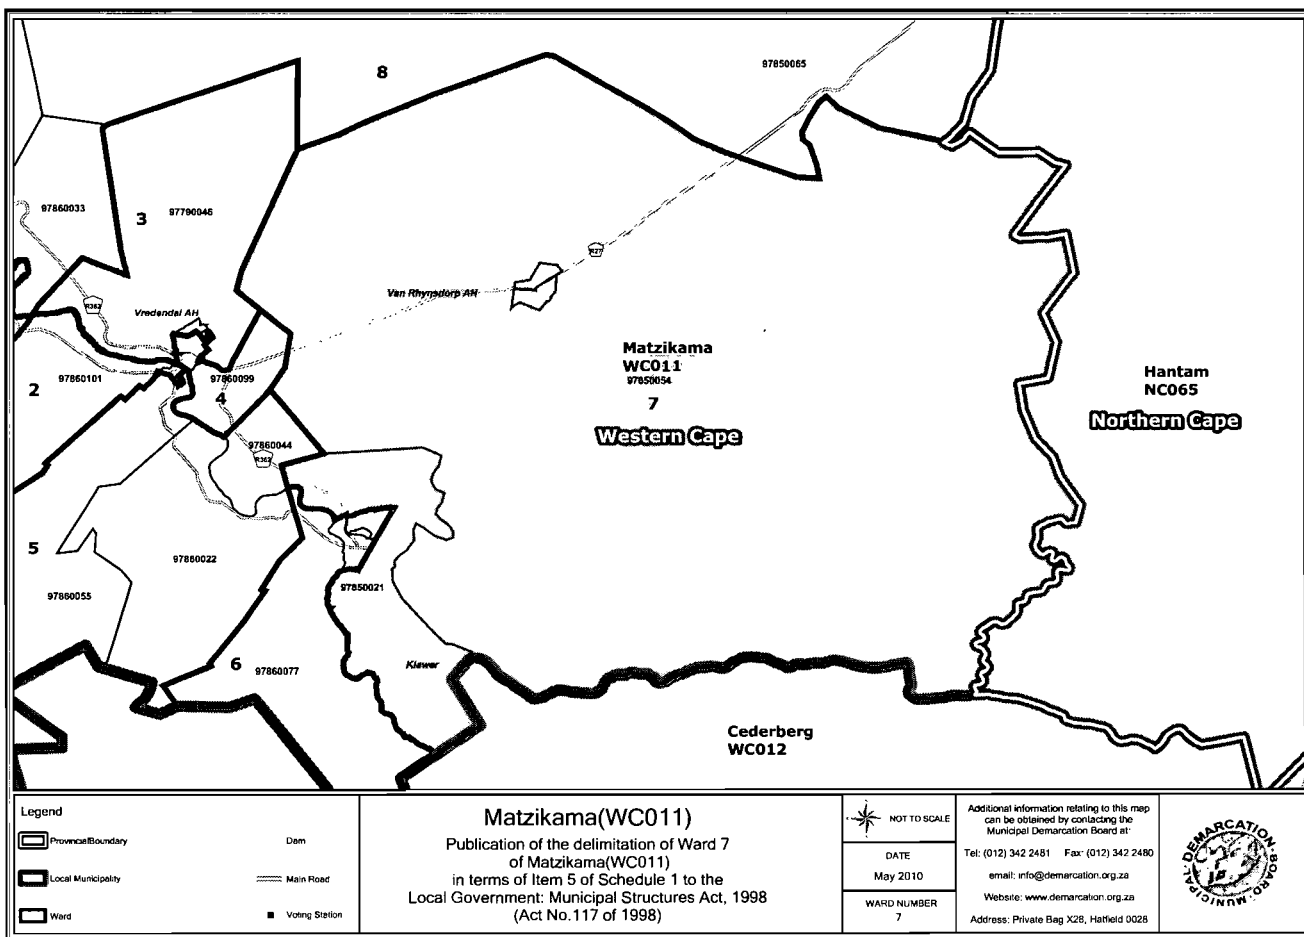 8
97850065
97860033
3
97790046
R27
R363
Van Rhynsdorp AH
Vredendal AH
Matzikama
WC011
97850054
7
Western Cape
Hantam
NC065
Northern Cape
2
97860101
97860099
4
97860044
R362
5
97860022
97850021
97860055
6
97860077
Klawer
Cederberg
WC012
Legend
Provincial Boundary
Local Municipality
Ward
Dam
Main Road
Voting Station
Matzikama(WC011)
Publication of the delimitation of Ward 7
of Matzikama(WC011)
in terms of Item 5 of Schedule 1 to the
Local Government: Municipal Structures Act, 1998
(Act No.117 of 1998)
NOT TO SCALE
DATE
May 2010
WARD NUMBER
7
Additional information relating to this map
can be obtained by contacting the
Municipal Demarcation Board at:
Tel: (012) 342 2481 Fax: (012) 342 2480
email: info@demarcation.org.za
Website: www.demarcation.org.za
Address: Private Bag X28, Hatfield 0028
MUNICIPAL DEMARCATION BOARD